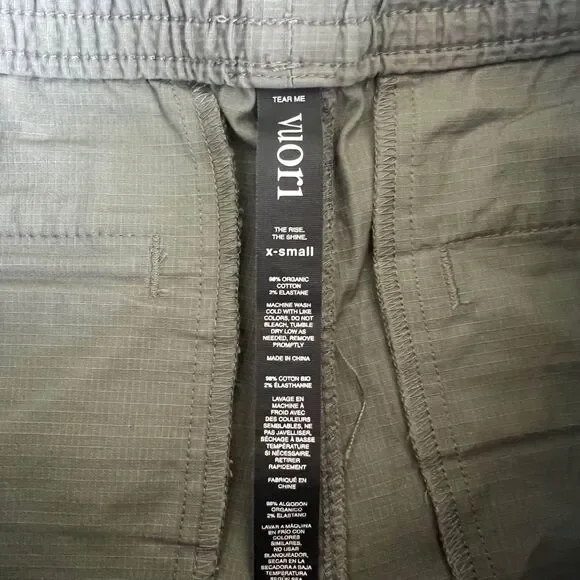 TEAR ME
vuori
THE RISE.
THE SHINE.
x-small
98% ORGANIC
COTTON
2% ELASTANE
MACHINE WASH
COLD WITH LIKE
COLORS, DO NOT
BLEACH, TUMBLE
DRY LOW AS
NEEDED, REMOVE
PROMPTLY
MADE IN CHINA
98% COTON BIO
2% ÉLASTHANNE
LAVAGE EN
MACHINE À
FROID AVEC
DES COULEURS
SEMBLABLES, NE
PAS JAVELLISER,
SÉCHAGE À BASSE
TEMPÉRATURE
SI NÉCESSAIRE,
RETIRER
RAPIDEMENT
FABRIQUÉ EN
CHINE
98% ALGODÓN
ORGÁNICO
2% ELASTANO
LAVAR A MÁQUINA
EN FRÍO CON
COLORES
SIMILARES,
NO USAR
BLANQUEADOR,
SECAR EN LA
SECADORA A BAJA
TEMPERATURA
SEGÚN SEA